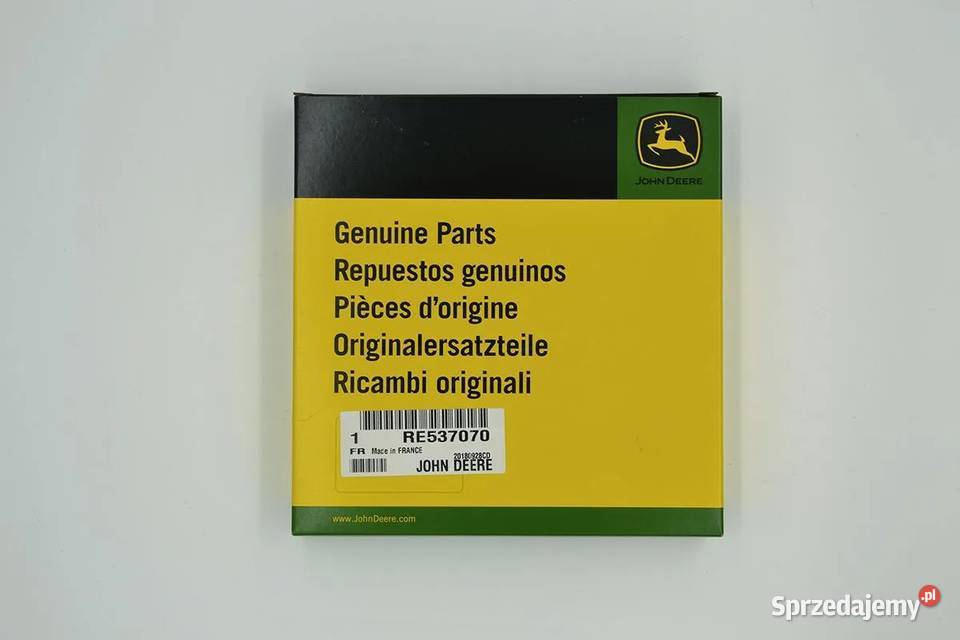 JOHN DEERE
Genuine Parts
Repuestos genuinos
Pièces d'origine
Originalersatzteile
Ricambi originali
1 RE537070
FR Mace in FRANCE 20180928CD
JOHN DEERE
www.JohnDeere.com
Sprzedajemy.pl